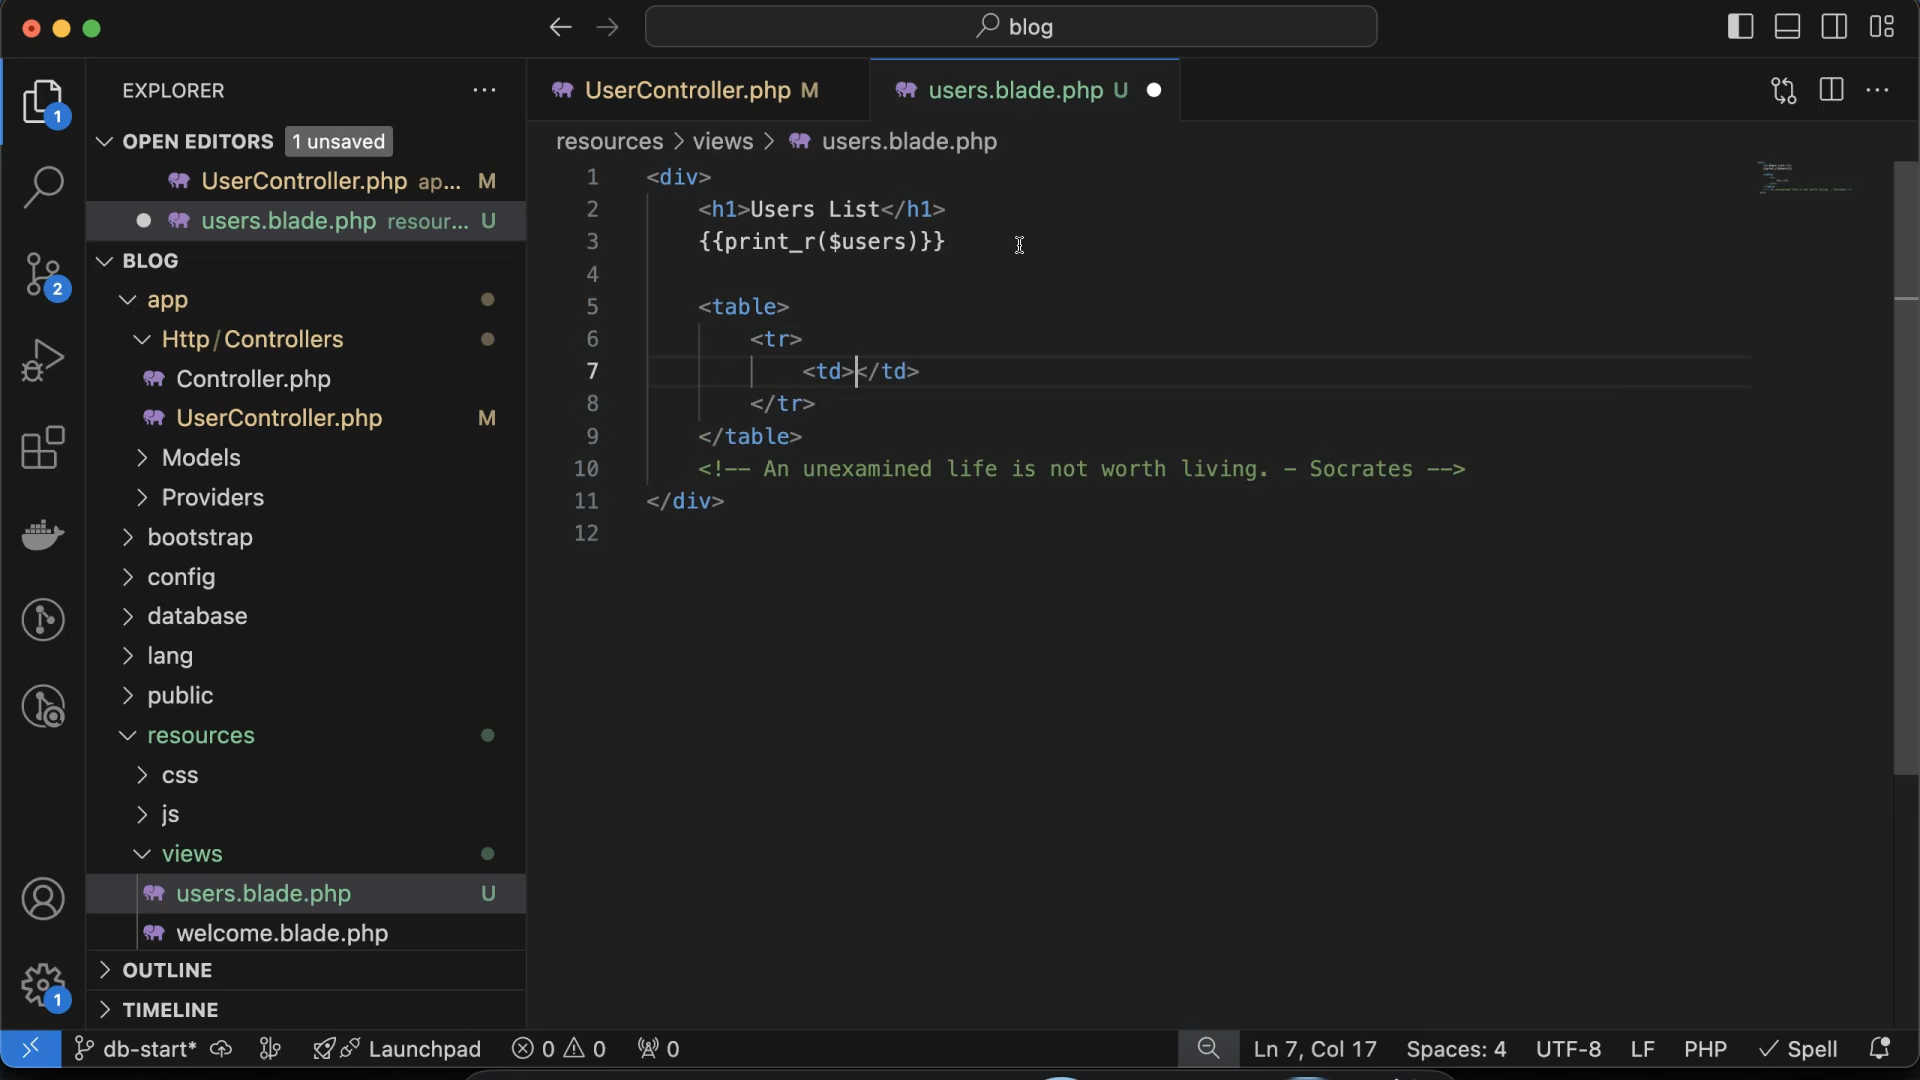 blog
EXPLORER
OPEN EDITORS 1 unsaved
UserController.php ap... M
users.blade.php resour... U
BLOG
app
Http/Controllers
Controller.php
UserController.php M
Models
Providers
bootstrap
config
database
lang
public
resources
css
js
views
users.blade.php U
welcome.blade.php
OUTLINE
TIMELINE
1
2
1
UserController.php M
users.blade.php U
resources > views > users.blade.php
1 <div>
2 <h1>Users List</h1>
3 {{print_r($users)}}
4
5 <table>
6 <tr>
7 <td></td>
8 </tr>
9 </table>
10 <!-- An unexamined life is not worth living. - Socrates -->
11 </div>
12
db-start* Launchpad 0 0 0 Ln 7, Col 17 Spaces: 4 UTF-8 LF PHP Spell